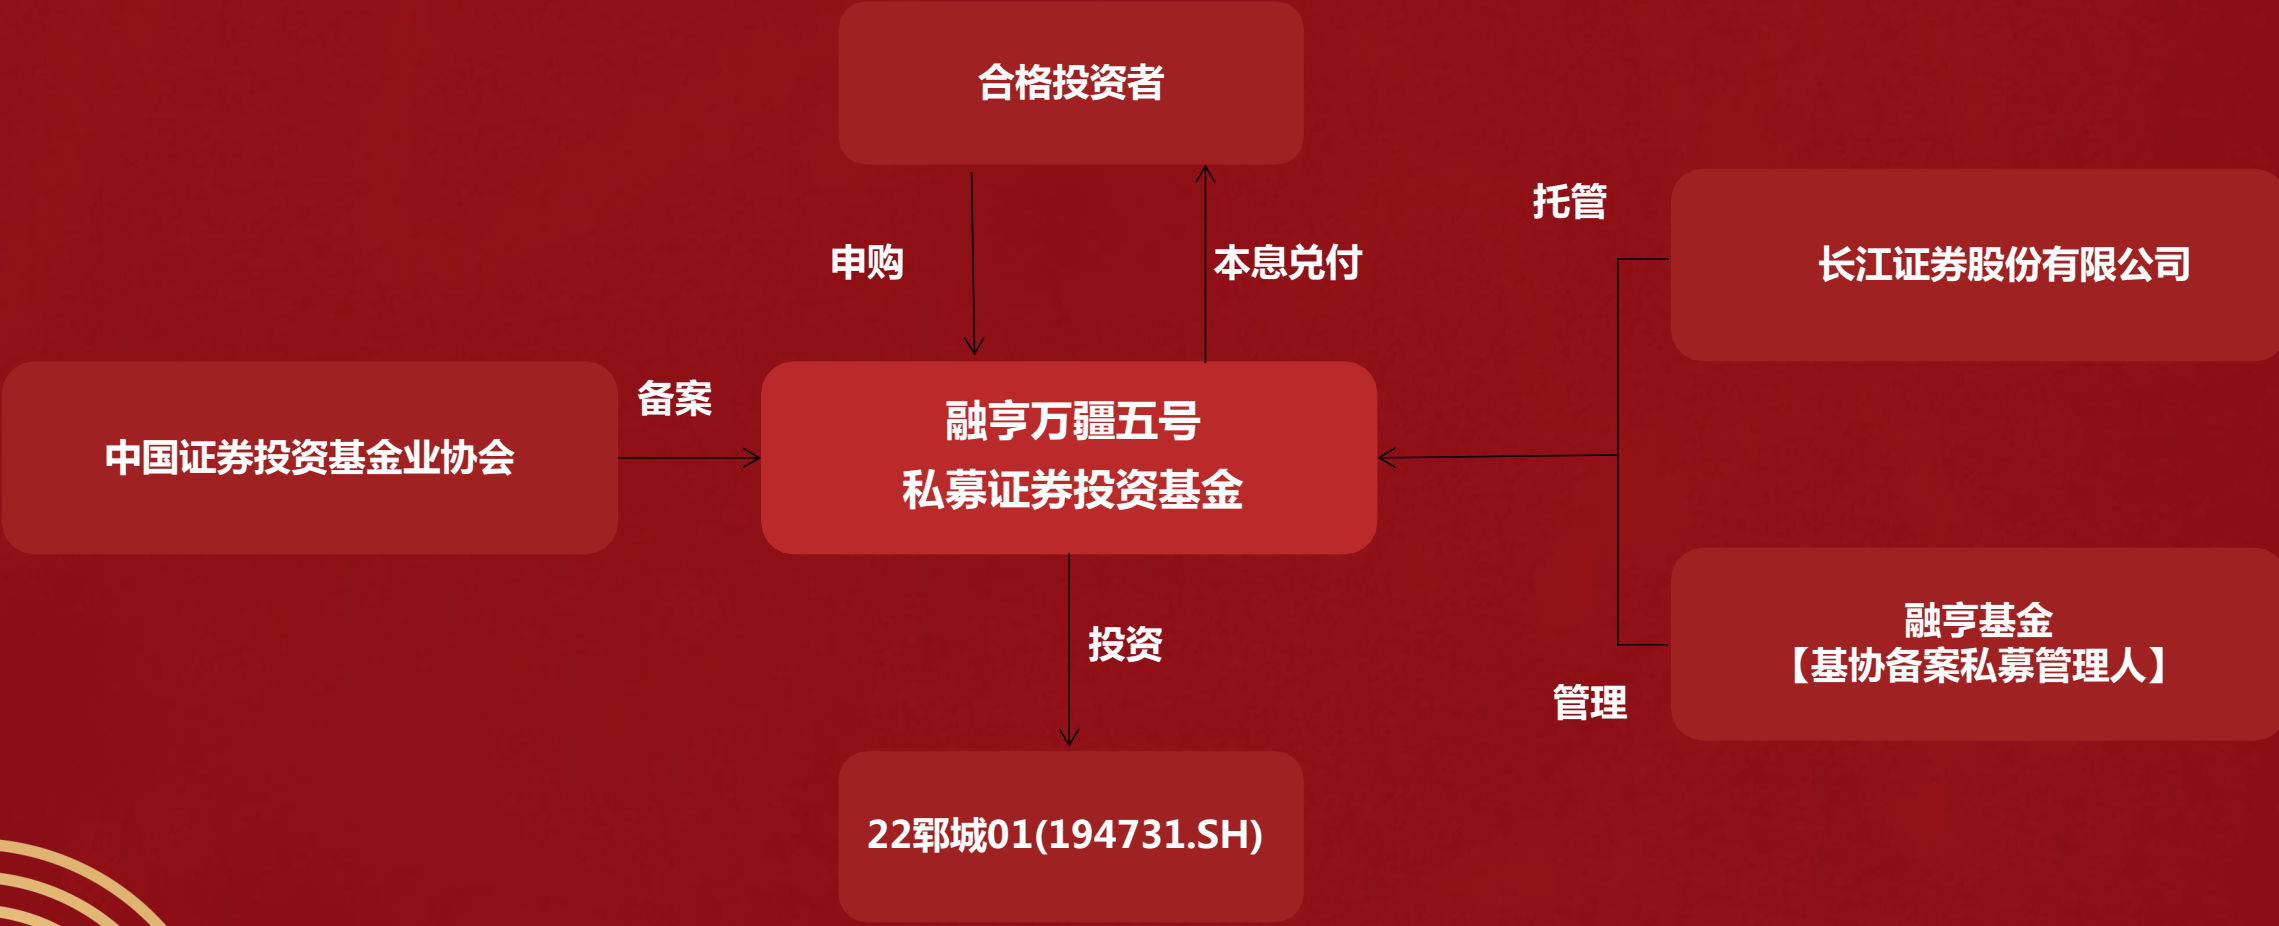 合格投资者
托管
申购
本息兑付
长江证券股份有限公司
备案
中国证券投资基金业协会
融亨万疆五号
私募证券投资基金
投资
融亨基金
【基协备案私募管理人】
管理
22郓城01(194731.SH)